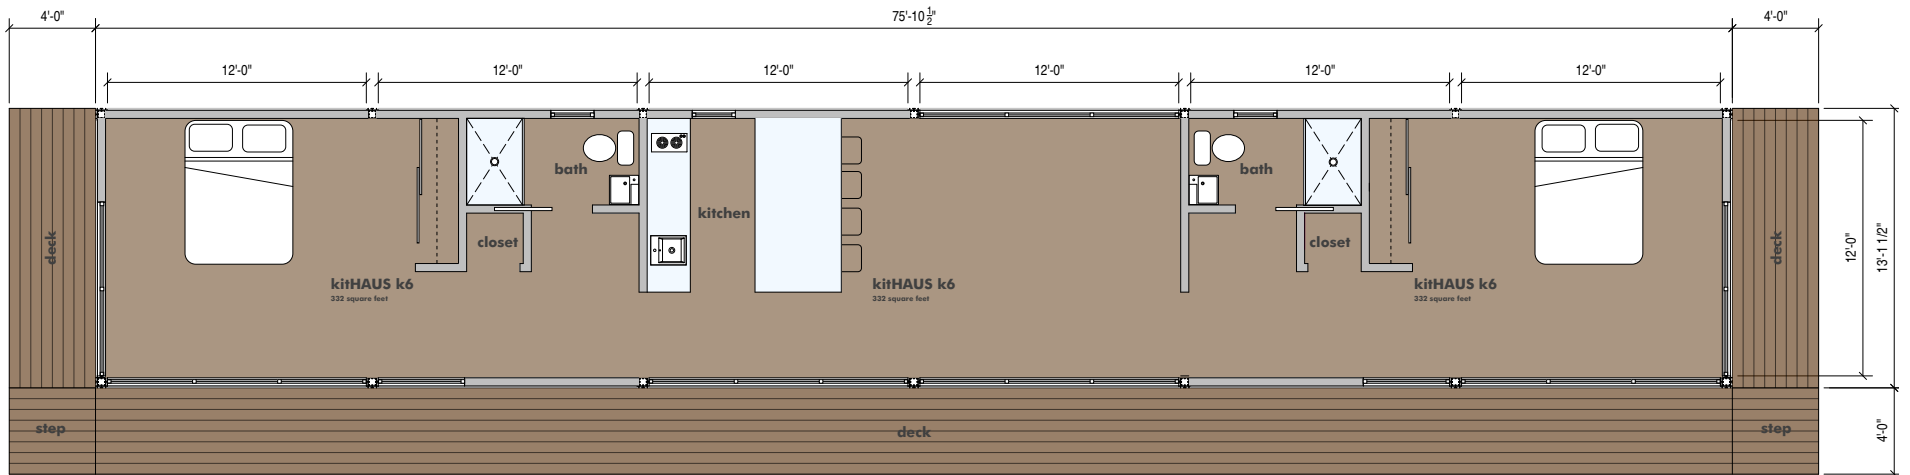 4'-0" 75'-10 1/2" 4'-0"
12'-0" 12'-0" 12'-0" 12'-0" 12'-0" 12'-0"
bath bath
kitchen
deck closet closet deck 12'-0" 13'-1 1/2"
kitHAUS k6 kitHAUS k6 kitHAUS k6
332 square feet 332 square feet 332 square feet
step deck step 4'-0"